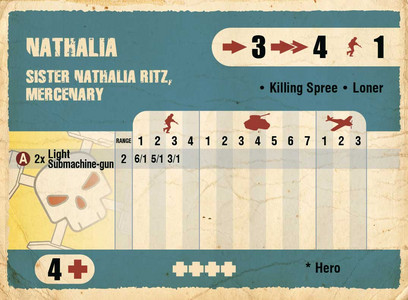 NATHALIA
SISTER NATHALIA RITZ,
MERCENARY
3 4 1
• Killing Spree • Loner
RANGE 1 2 3 4 1 2 3 4 5 6 7 1 2 3
A 2x Light
Submachine-gun 2 6/1 5/1 3/1
4
* Hero